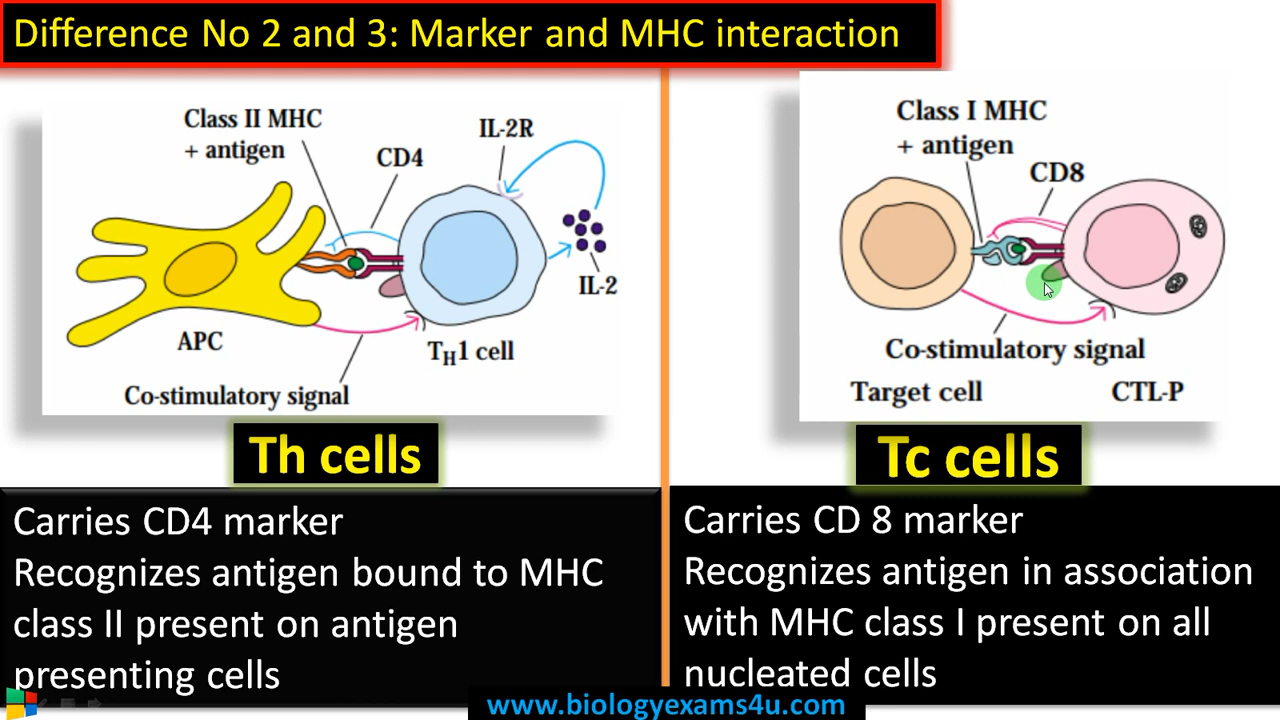 Difference No 2 and 3: Marker and MHC interaction
Class II MHC
+ antigen
CD4
IL-2R
IL-2
APC
T_H1 cell
Co-stimulatory signal
Th cells
Carries CD4 marker
Recognizes antigen bound to MHC
class II present on antigen
presenting cells
Class I MHC
+ antigen
CD8
Co-stimulatory signal
Target cell
CTL-P
Tc cells
Carries CD 8 marker
Recognizes antigen in association
with MHC class I present on all
nucleated cells
www.biologyexams4u.com